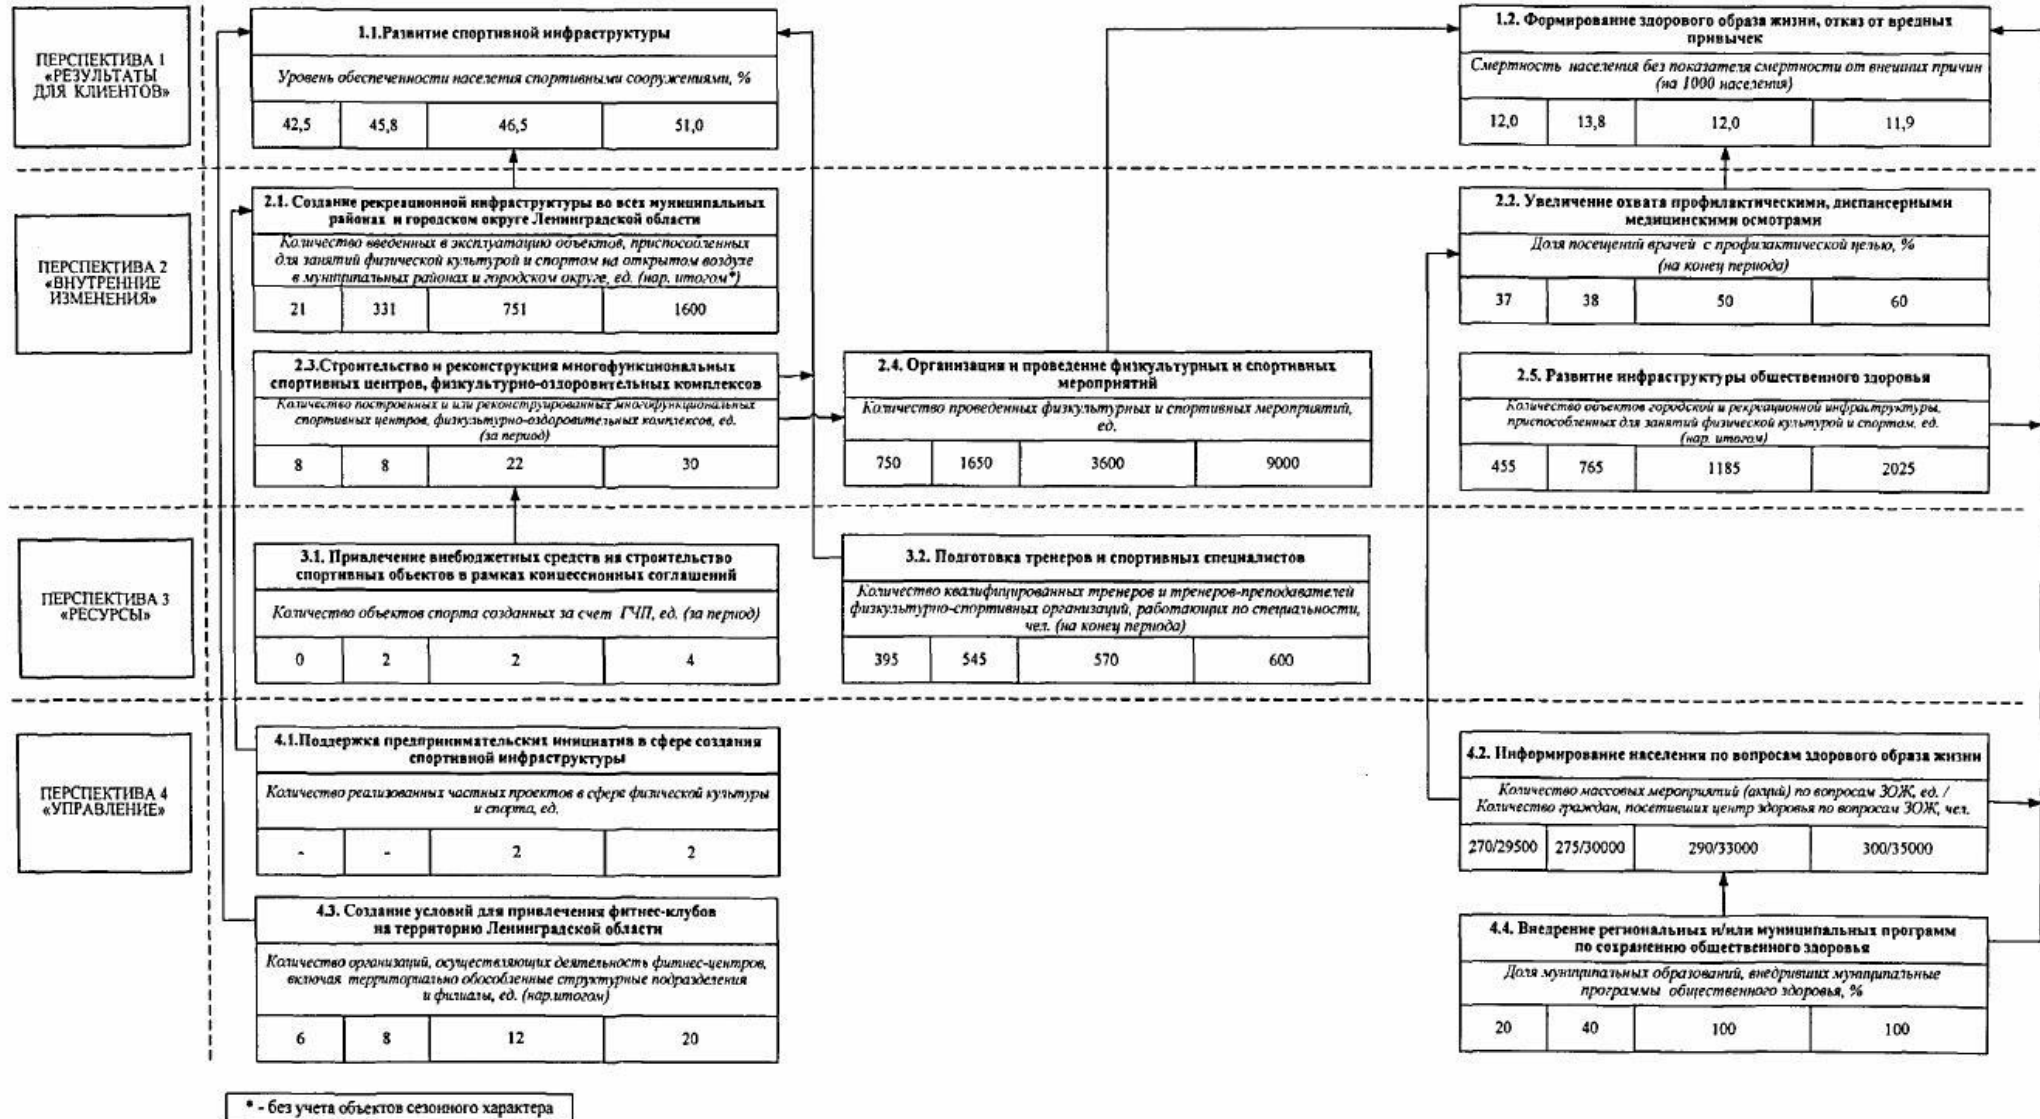 ПЕРСПЕКТИВА 1
«РЕЗУЛЬТАТЫ
ДЛЯ КЛИЕНТОВ»
1.1.Развитие спортивной инфраструктуры
Уровень обеспеченности населения спортивными сооружениями, %
42,5 45,8 46,5 51,0
1.2. Формирование здорового образа жизни, отказ от вредных
привычек
Смертность населения без показателя смертности от внешних причин
(на 1000 населения)
12,0 13,8 12,0 11,9
ПЕРСПЕКТИВА 2
«ВНУТРЕННИЕ
ИЗМЕНЕНИЯ»
2.1. Создание рекреационной инфраструктуры во всех муниципальных
районах и городском округе Ленинградской области
Количество введенных в эксплуатацию объектов, приспособленных
для занятий физической культурой и спортом на открытом воздухе
в муниципальных районах и городском округе, ед. (нар. итогом*)
21 331 751 1600
2.2. Увеличение охвата профилактическими, диспансерными
медицинскими осмотрами
Доля посещений врачей с профилактической целью, %
(на конец периода)
37 38 50 60
2.3.Строительство и реконструкция многофункциональных
спортивных центров, физкультурно-оздоровительных комплексов
Количество построенных и или реконструированных многофункциональных
спортивных центров, физкультурно-оздоровительных комплексов, ед.
(за период)
8 8 22 30
2.4. Организация и проведение физкультурных и спортивных
мероприятий
Количество проведенных физкультурных и спортивных мероприятий,
ед.
750 1650 3600 9000
2.5. Развитие инфраструктуры общественного здоровья
Количество объектов городской и рекреационной инфраструктуры,
приспособленных для занятий физической культурой и спортом, ед.
(нар. итогом)
455 765 1185 2025
ПЕРСПЕКТИВА 3
«РЕСУРСЫ»
3.1. Привлечение внебюджетных средств на строительство
спортивных объектов в рамках концессионных соглашений
Количество объектов спорта созданных за счет ГЧП, ед. (за период)
0 2 2 4
3.2. Подготовка тренеров и спортивных специалистов
Количество квалифицированных тренеров и тренеров-преподавателей
физкультурно-спортивных организаций, работающих по специальности,
чел. (на конец периода)
395 545 570 600
ПЕРСПЕКТИВА 4
«УПРАВЛЕНИЕ»
4.1.Поддержка предпринимательских инициатив в сфере создания
спортивной инфраструктуры
Количество реализованных частных проектов в сфере физической культуры
и спорта, ед.
- - 2 2
4.2. Информирование населения по вопросам здорового образа жизни
Количество массовых мероприятий (акций) по вопросам ЗОЖ, ед. /
Количество граждан, посетивших центр здоровья по вопросам ЗОЖ, чел.
270/29500 275/30000 290/33000 300/35000
4.3. Создание условий для привлечения фитнес-клубов
на территорию Ленинградской области
Количество организаций, осуществляющих деятельность фитнес-центров,
включая территориально обособленные структурные подразделения
и филиалы, ед. (нар.итогом)
6 8 12 20
4.4. Внедрение региональных и/или муниципальных программ
по сохранению общественного здоровья
Доля муниципальных образований, внедривших муниципальные
программы общественного здоровья, %
20 40 100 100
* - без учета объектов сезонного характера